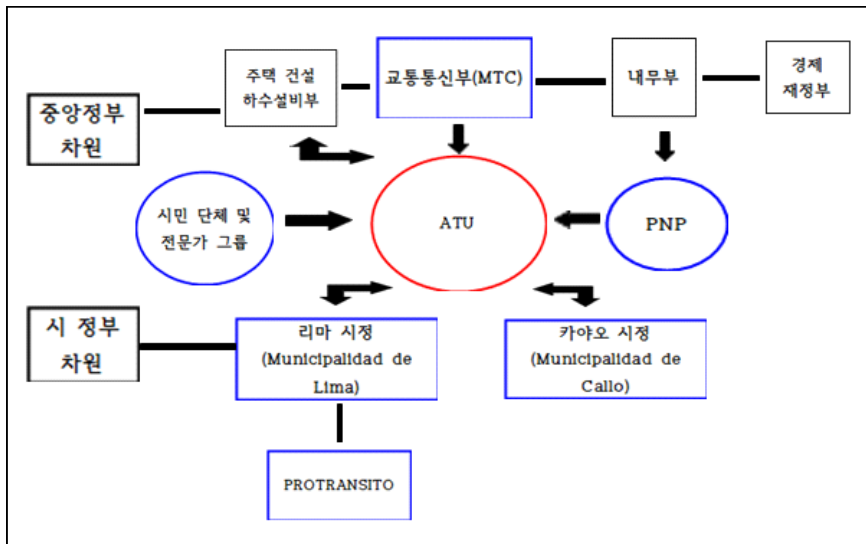 주택 건설
하수설비부
교통통신부(MTC)
내무부
경제
재정부
중앙정부
차원
시민 단체 및
전문가 그룹
ATU
PNP
시 정부
차원
리마 시정
(Municipalidad de
Lima)
카야오 시정
(Municipalidad de
Callo)
PROTRANSITO